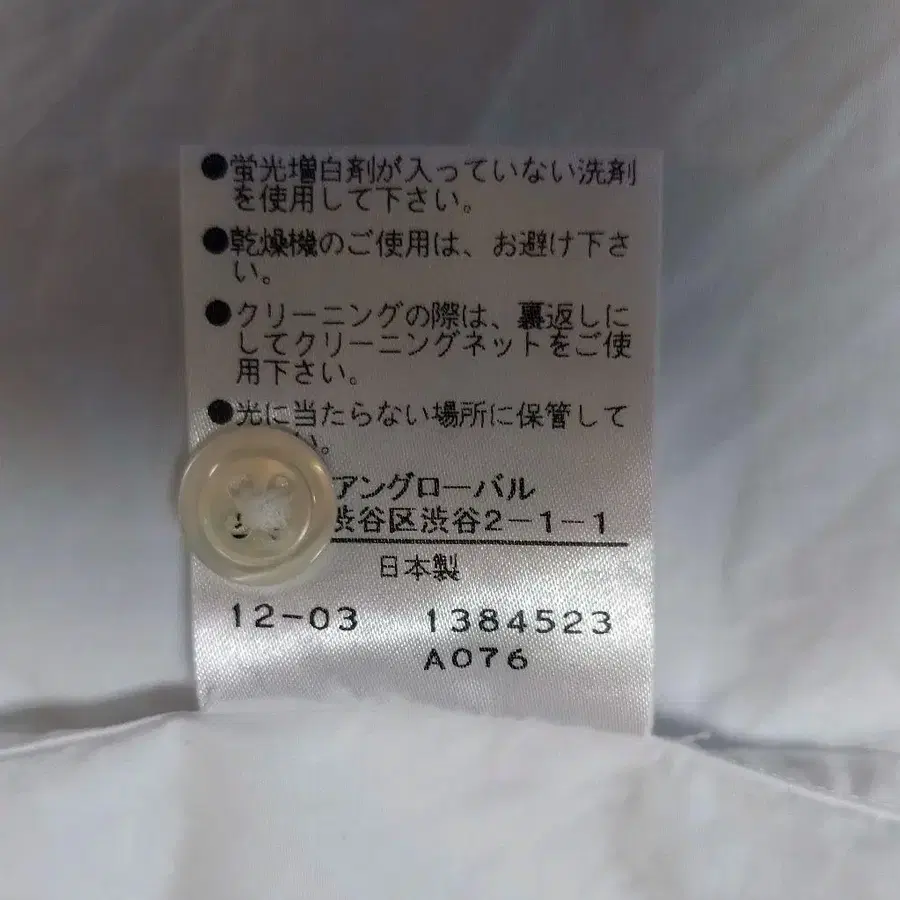 ●蛍光増白剤が入っていない洗剤
を使用して下さい。
●乾燥機のご使用は、お避け下さ
い。
●クリーニングの際は、裏返しに
してクリーニングネットをご使
用下さい。
●光に当たらない場所に保管して
い。
アングローバル
渋谷区渋谷2-1-1
日本製
12-03 1384523
A076